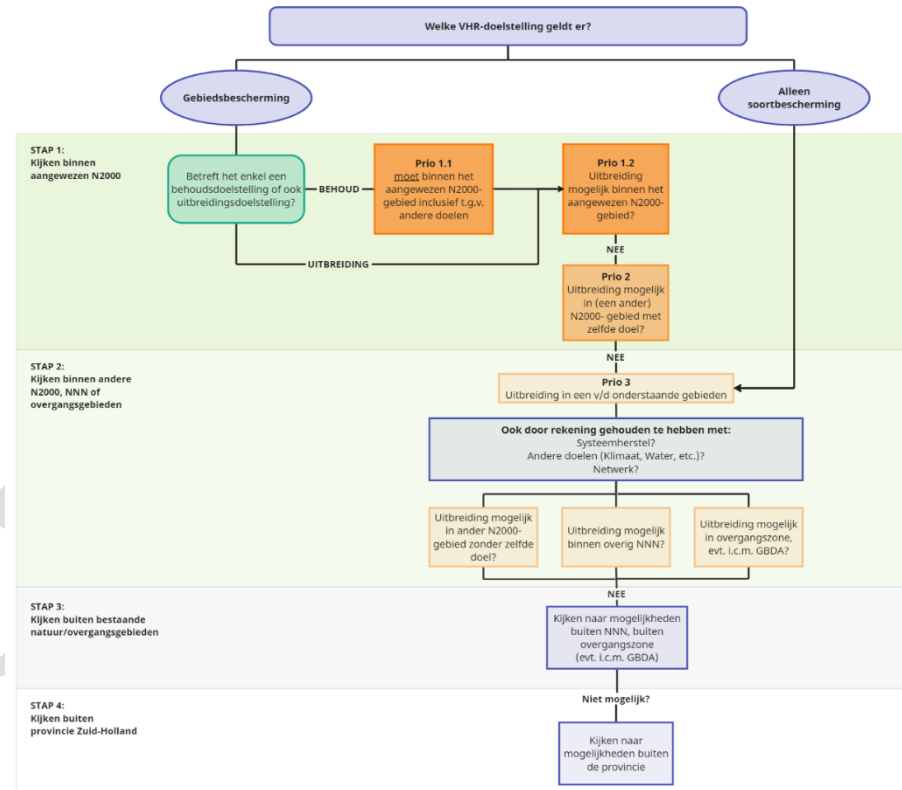 Welke VHR-doelstelling geldt er?
Gebiedsbescherming
Alleen
soortbescherming
STAP 1:
Kijken binnen
aangewezen N2000
Betreft het enkel een
behoudsdoelstelling of ook
uitbreidingsdoelstelling?
BEHOUD
Prio 1.1
moet binnen het
aangewezen N2000-
gebied inclusief t.g.v.
andere doelen
Prio 1.2
Uitbreiding
mogelijk binnen het
aangewezen N2000-
gebied?
UITBREIDING
NEE
Prio 2
Uitbreiding mogelijk
in (een ander)
N2000- gebied met
zelfde doel?
NEE
STAP 2:
Kijken binnen andere
N2000, NNN of
overgangsgebieden
Prio 3
Uitbreiding in een v/d onderstaande gebieden
Ook door rekening gehouden te hebben met:
Systeemherstel?
Andere doelen (Klimaat, Water, etc.)?
Netwerk?
Uitbreiding mogelijk
in ander N2000-
gebied zonder zelfde
doel?
Uitbreiding mogelijk
binnen overig NNN?
Uitbreiding mogelijk
in overgangszone,
evt. i.c.m. GBDA?
NEE
STAP 3:
Kijken buiten bestaande
natuur/overgangsgebieden
Kijken naar mogelijkheden
buiten NNN, buiten
overgangszone
(evt. i.c.m. GBDA)
Niet mogelijk?
STAP 4:
Kijken buiten
provincie Zuid-Holland
Kijken naar
mogelijkheden buiten
de provincie